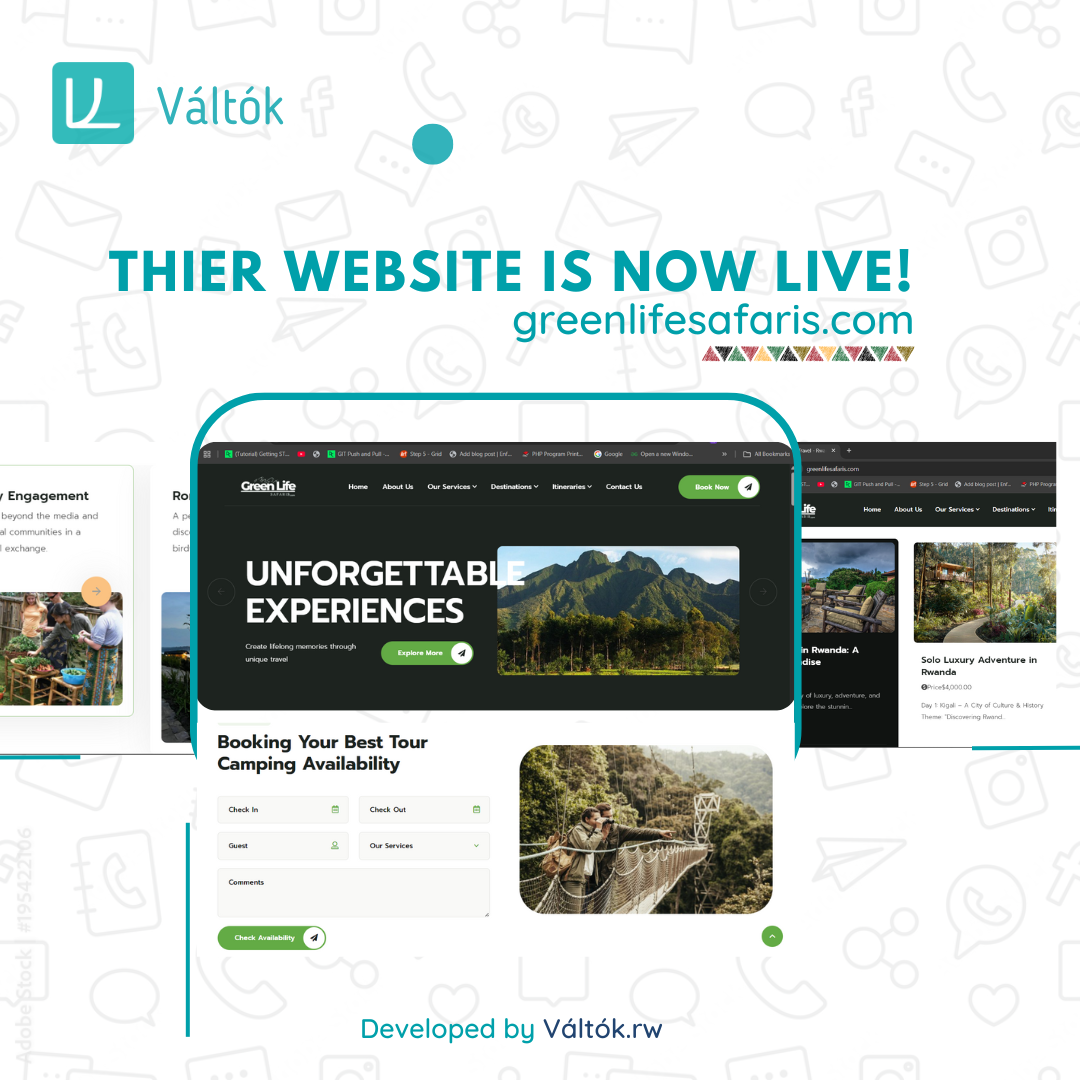 Váltók
THIER WEBSITE IS NOW LIVE!
greenlifesafaris.com
y Engagement
beyond the media and
al communities in a
l exchange.
Ro
A pe
disc
bird
(Tutorial) Getting ST...
GIT Push and Pull -...
Step 5 - Grid
Add blog post | Enf...
PHP Program Print...
Google
Open a new Windo...
»
All Bookmarks
Green Life
SAFARIS
Home
About Us
Our Services
Destinations
Itineraries
Contact Us
Book Now
UNFORGETTABLE
EXPERIENCES
Create lifelong memories through
unique travel
Explore More
Booking Your Best Tour
Camping Availability
Check In
Check Out
Guest
Our Services
Comments
Check Availability
greenlifesafaris.com
GIT Push and Pull -...
Step 5 - Grid
Add blog post | Enf...
PHP Progra
Life
Home
About Us
Our Services
Destinations
Itin
in Rwanda: A
dise
y of luxury, adventure, and
lore the stunnin..
Solo Luxury Adventure in
Rwanda
Price$4,000.00
Day 1: Kigali – A City of Culture & History
Theme: "Discovering Rwand..
Adobe Stock | #195422106
Developed by Váltók.rw